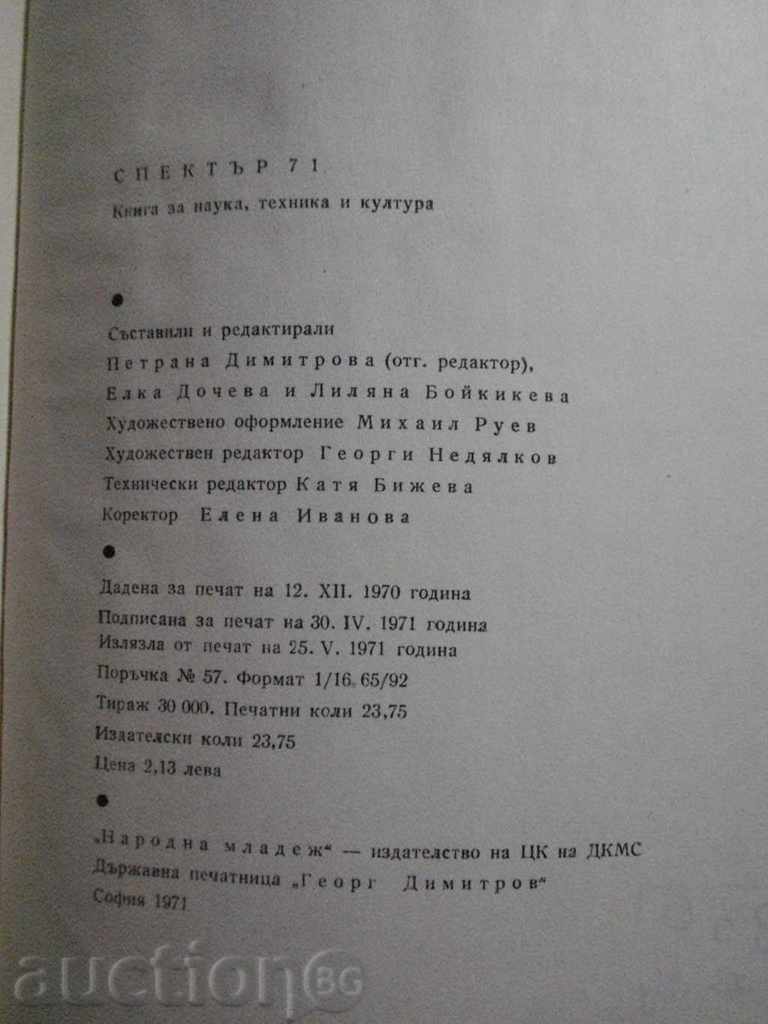 СПЕКТЪР 71
Книга за наука, техника и култура
Съставили и редактирали
Петрана Димитрова (отг. редактор),
Елка Дочева и Лиляна Бойкикева
Художествено оформление Михаил Руев
Художествен редактор Георги Недялков
Технически редактор Катя Бижева
Коректор Елена Иванова
Дадена за печат на 12. XII. 1970 година
Подписана за печат на 30. IV. 1971 година
Излязла от печат на 25. V. 1971 година
Поръчка № 57. Формат 1/16. 65/92
Тираж 30 000. Печатни коли 23,75
Издателски коли 23,75
Цена 2,13 лева
„Народна младеж“ — издателство на ЦК на ДКМС
Държавна печатница „Георг Димитров“
София 1971
auctionBG